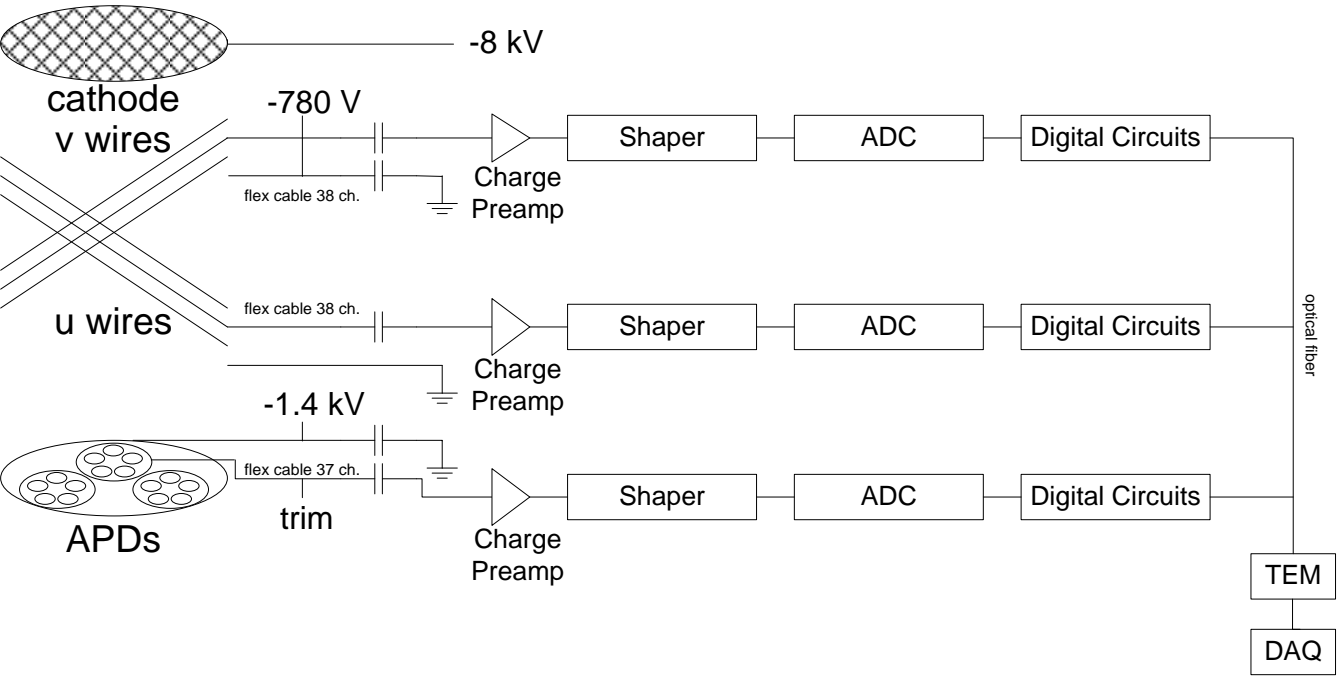 -8 kV
cathode
v wires
-780 V
flex cable 38 ch.
Charge
Preamp
Shaper
ADC
Digital Circuits
u wires
flex cable 38 ch.
Charge
Preamp
Shaper
ADC
Digital Circuits
optical fiber
-1.4 kV
flex cable 37 ch.
trim
APDs
Charge
Preamp
Shaper
ADC
Digital Circuits
TEM
DAQ